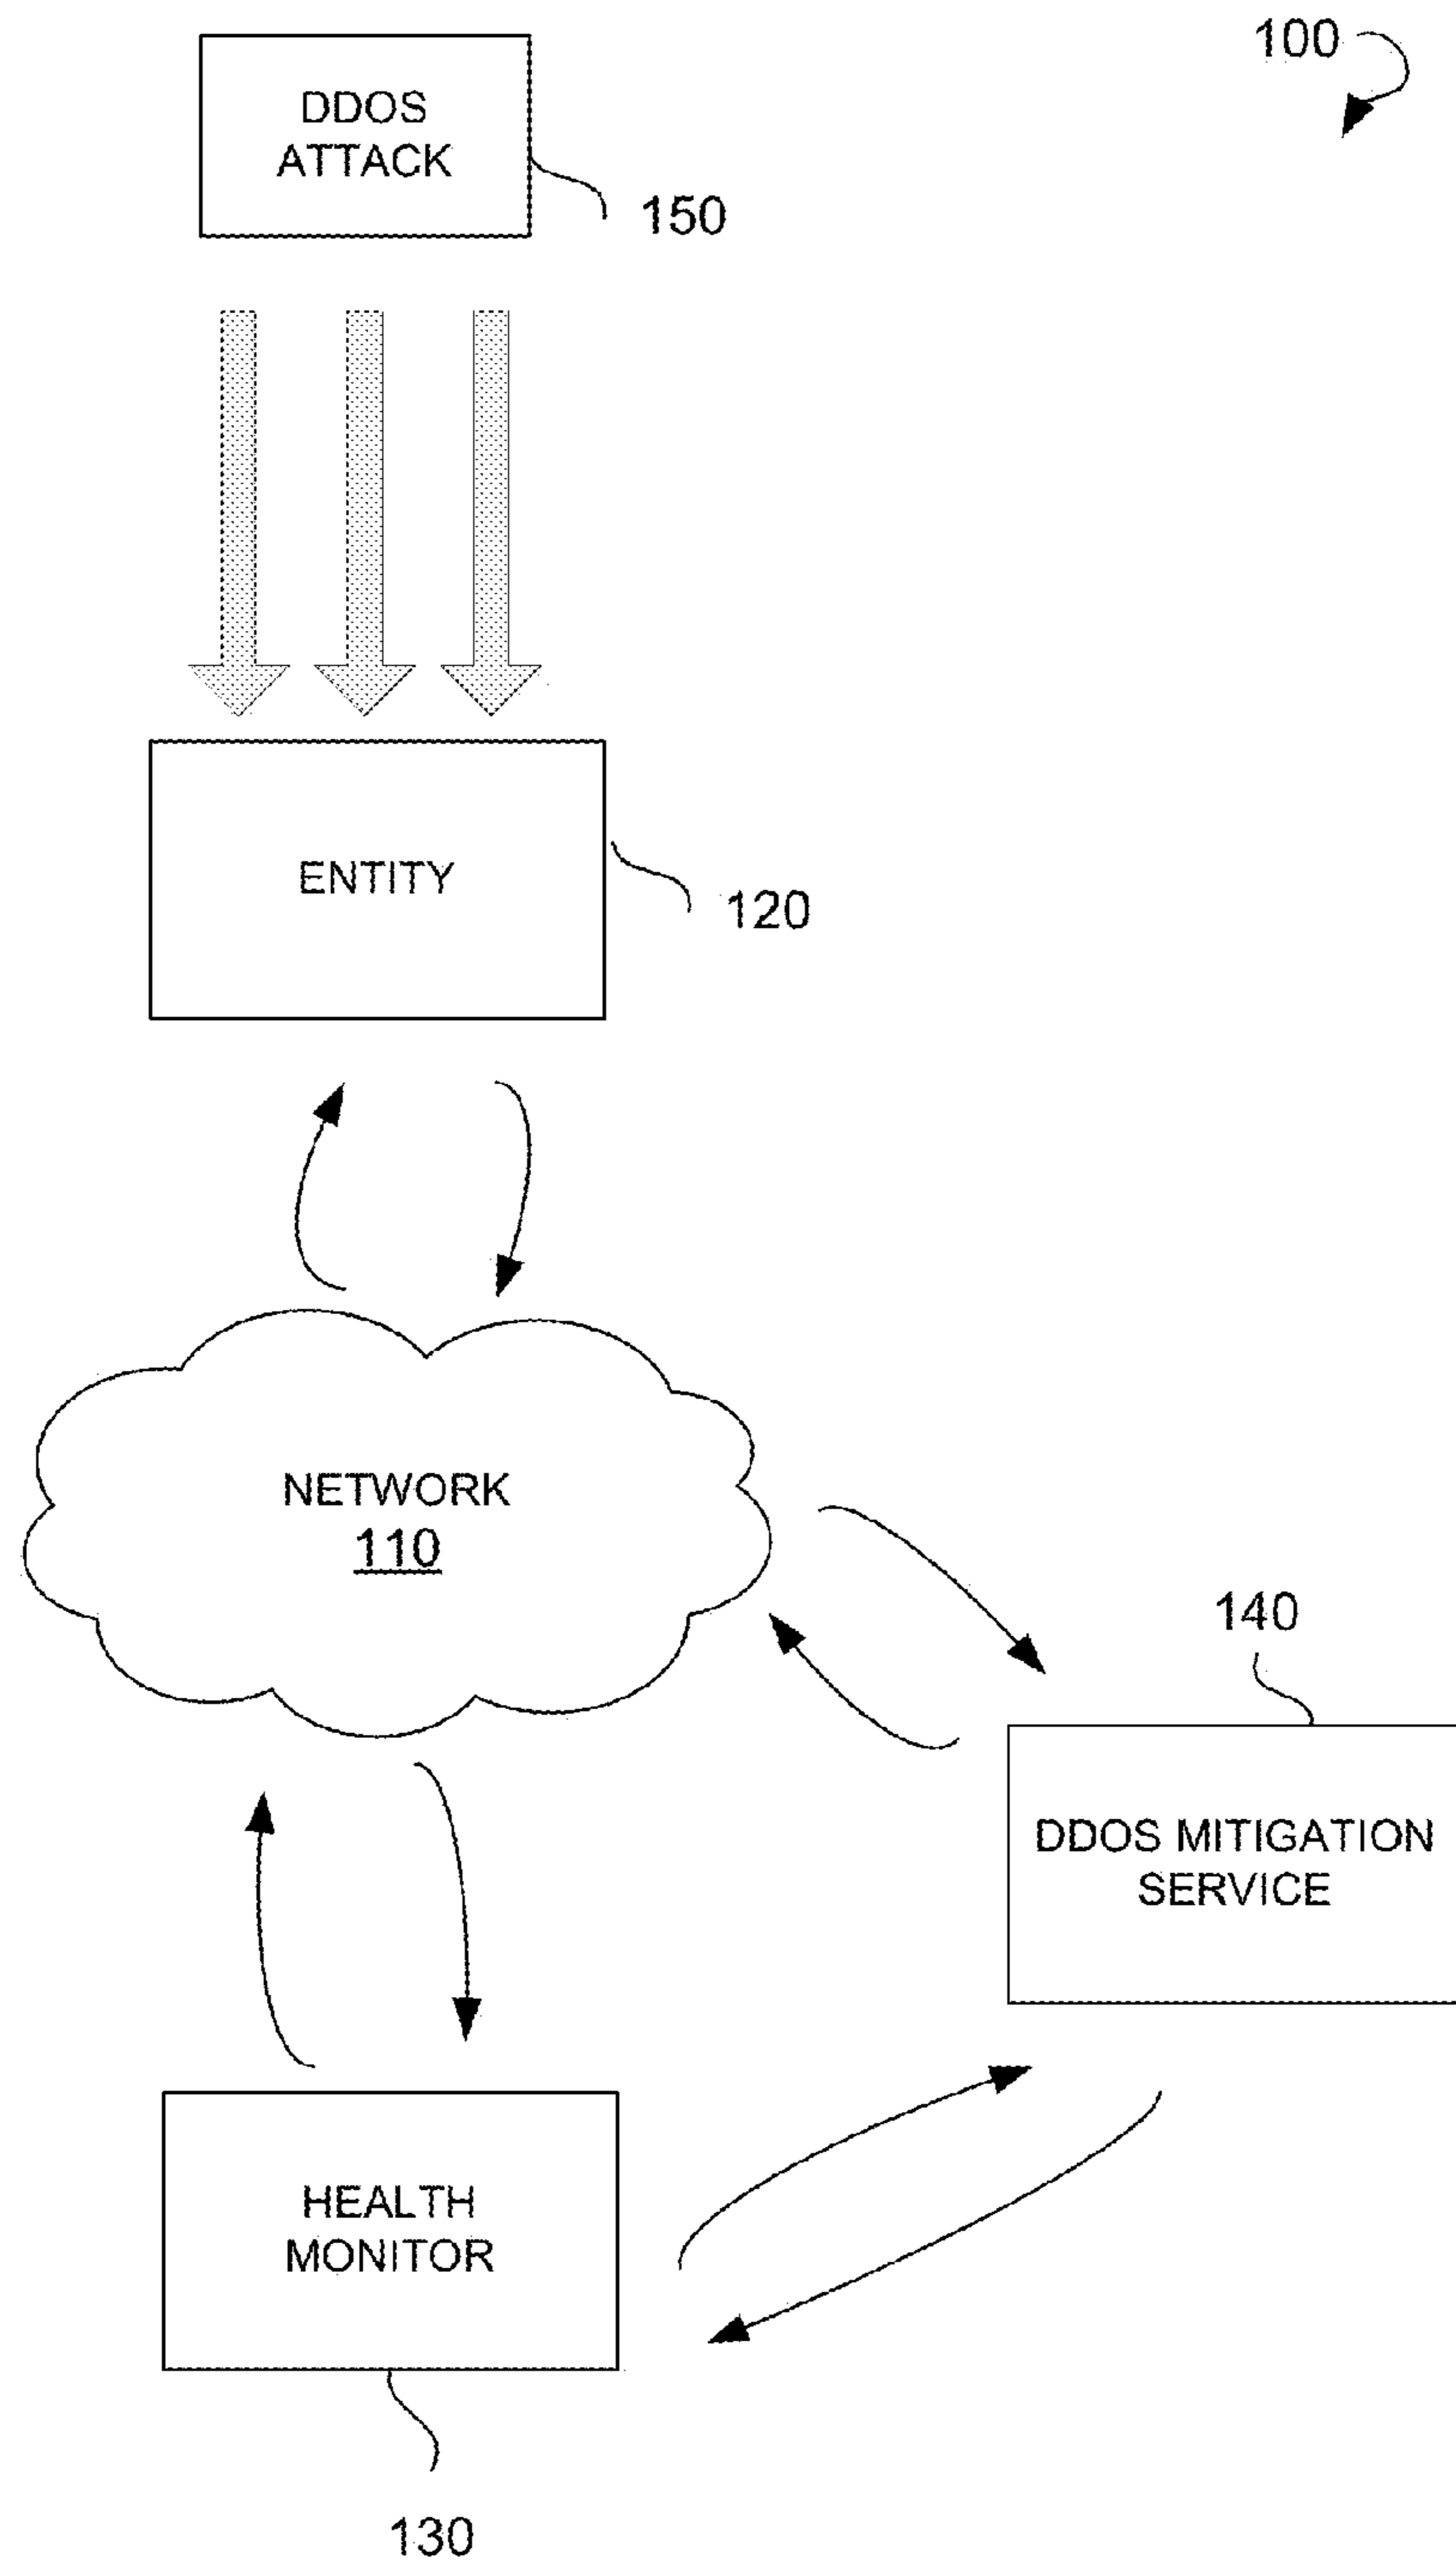 100
DDOS
ATTACK
150
ENTITY
120
NETWORK
110
140
DDOS MITIGATION
SERVICE
HEALTH
MONITOR
130